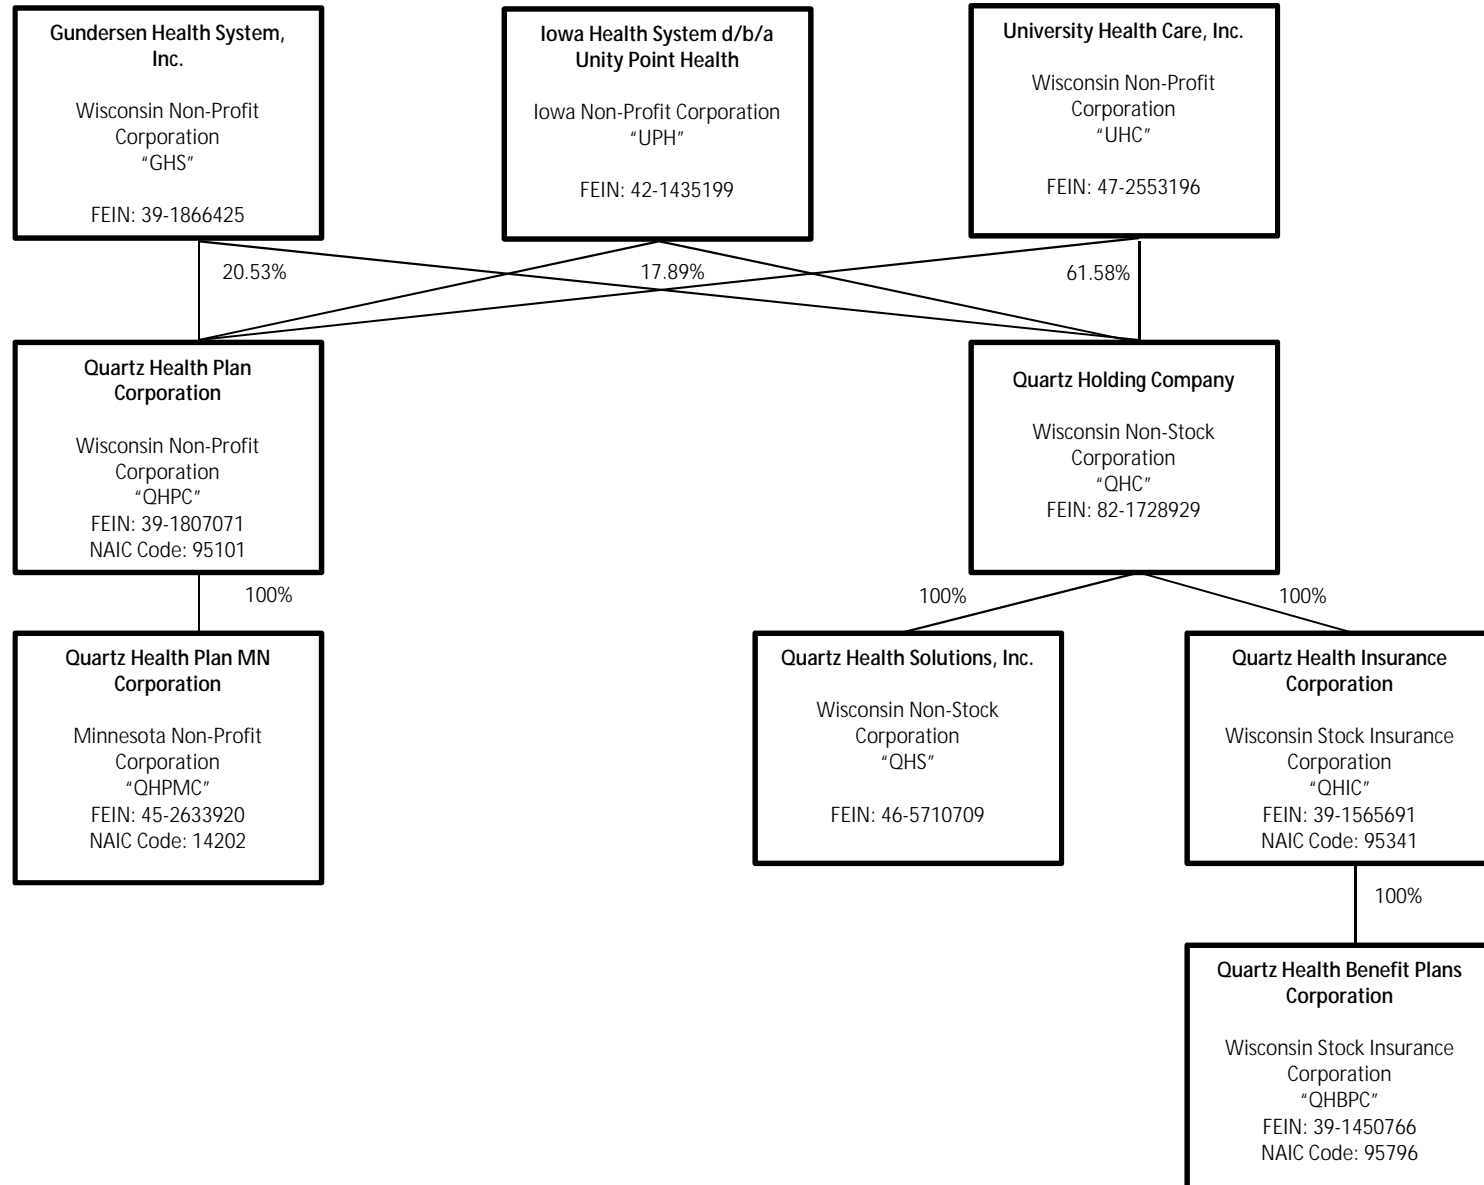 Gundersen Health System,
Inc.
Wisconsin Non-Profit
Corporation
“GHS”
FEIN: 39-1866425
Iowa Health System d/b/a
Unity Point Health
Iowa Non-Profit Corporation
“UPH”
FEIN: 42-1435199
University Health Care, Inc.
Wisconsin Non-Profit
Corporation
“UHC”
FEIN: 47-2553196
20.53%
17.89%
61.58%
Quartz Health Plan
Corporation
Wisconsin Non-Profit
Corporation
“QHPC”
FEIN: 39-1807071
NAIC Code: 95101
Quartz Holding Company
Wisconsin Non-Stock
Corporation
“QHC”
FEIN: 82-1728929
100%
100%
100%
Quartz Health Plan MN
Corporation
Minnesota Non-Profit
Corporation
“QHPMC”
FEIN: 45-2633920
NAIC Code: 14202
Quartz Health Solutions, Inc.
Wisconsin Non-Stock
Corporation
“QHS”
FEIN: 46-5710709
Quartz Health Insurance
Corporation
Wisconsin Stock Insurance
Corporation
“QHIC”
FEIN: 39-1565691
NAIC Code: 95341
100%
Quartz Health Benefit Plans
Corporation
Wisconsin Stock Insurance
Corporation
“QHBPC”
FEIN: 39-1450766
NAIC Code: 95796